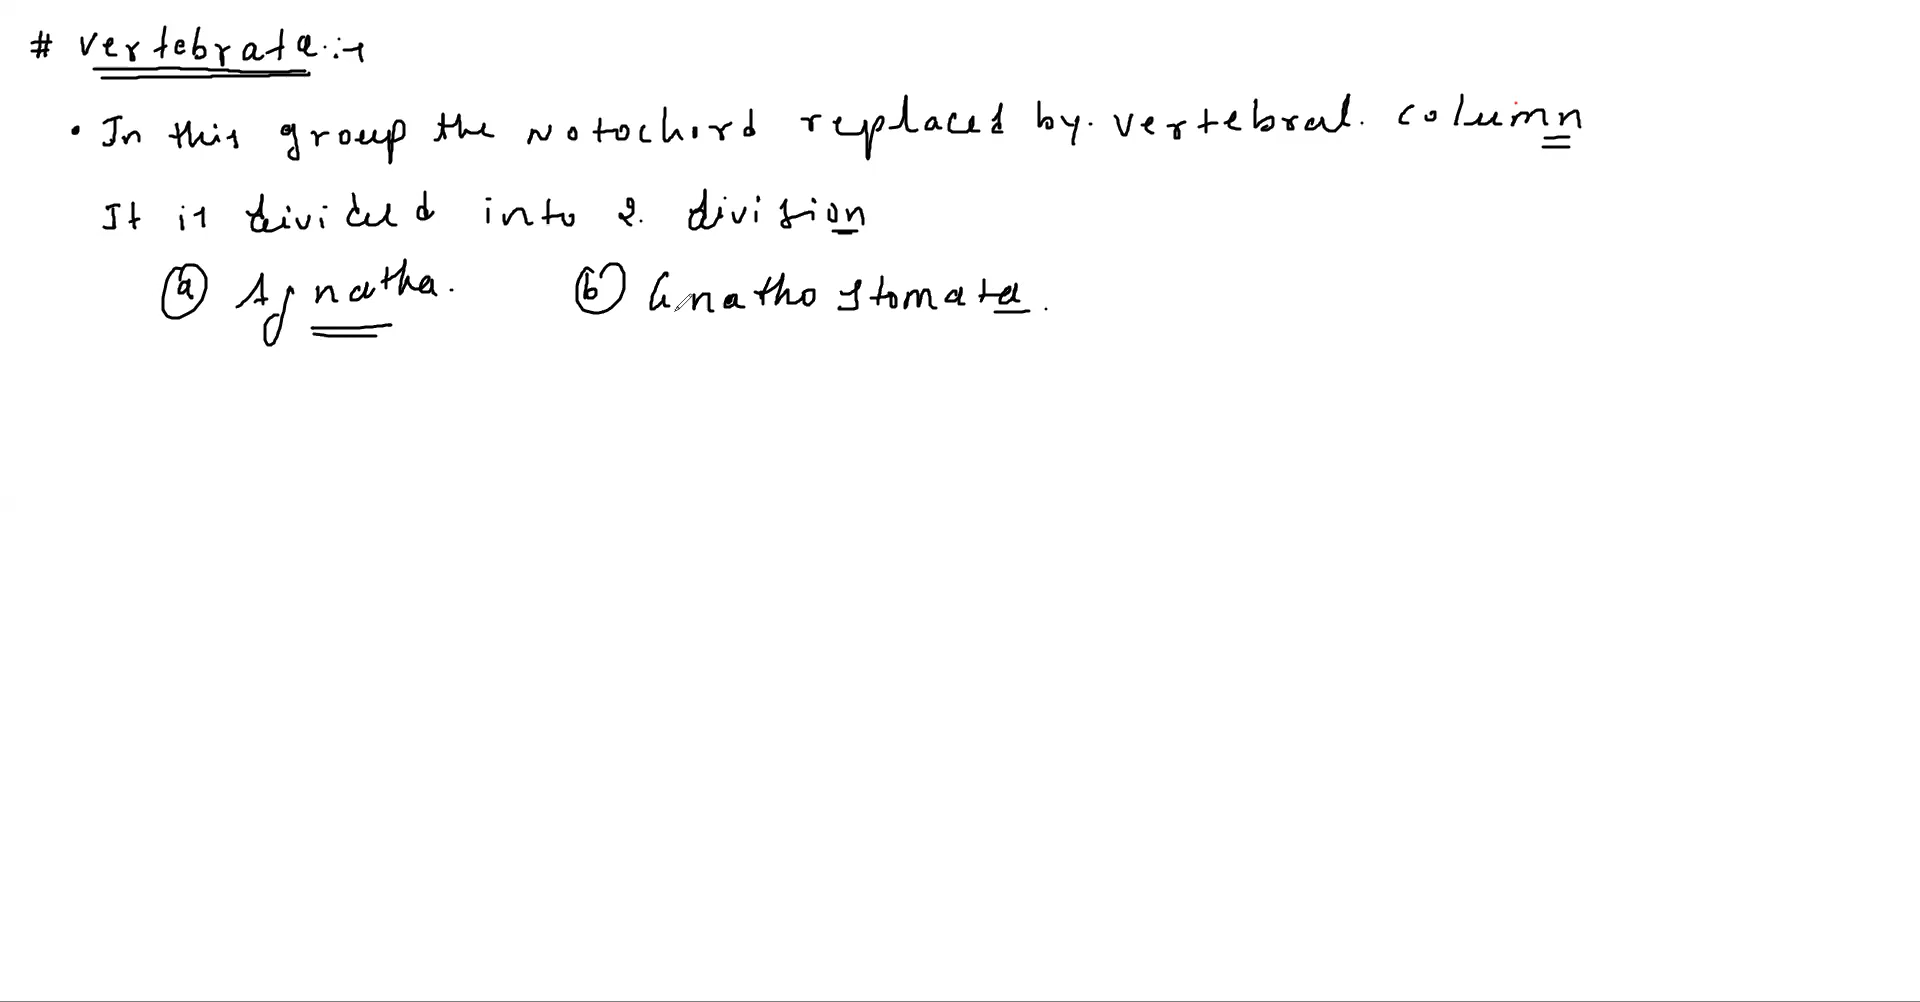 # Vertebrata :-
• In this group the Notochord replaced by. vertebral. column
It is divided into 2. division
(a) Agnatha. (b) Gnathostomata.